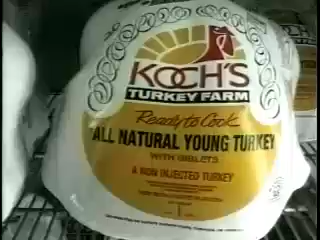 KOCH'S
TURKEY FARM
Ready to Cook
ALL NATURAL YOUNG TURKEY
WITH GIBLETS
A NON INJECTED TURKEY